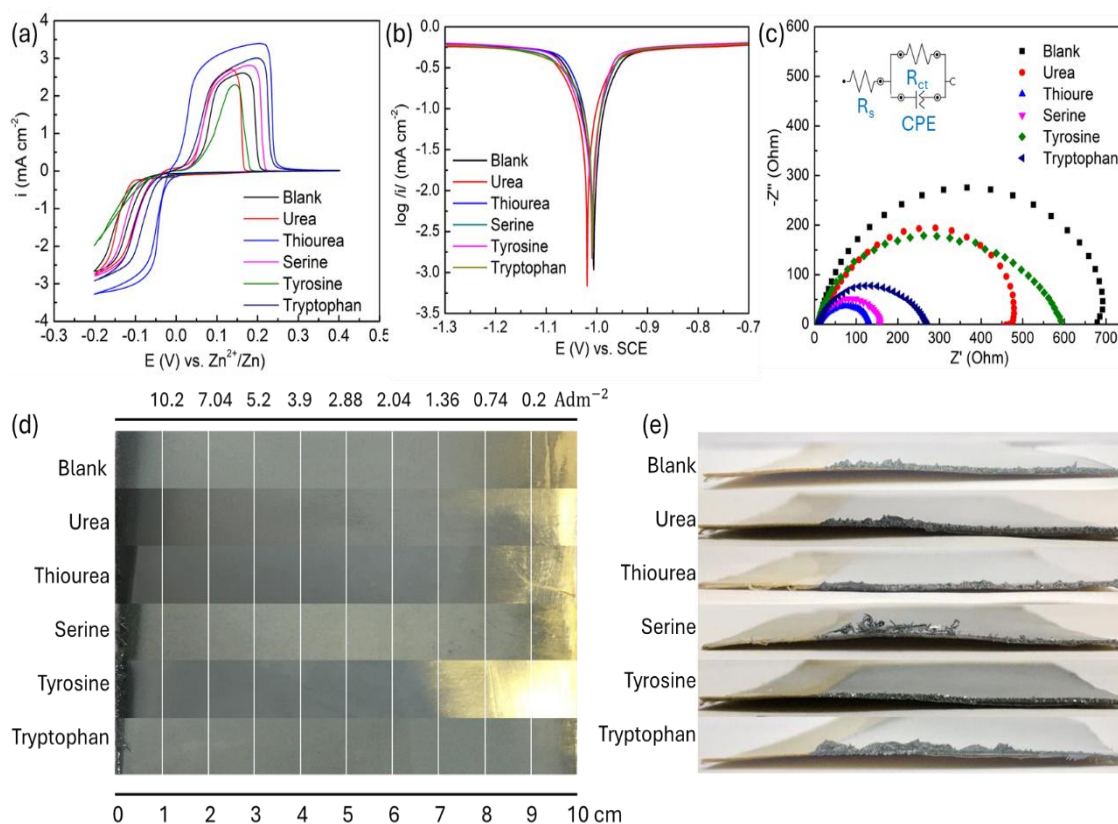 (a)
i (mA cm⁻²)
4
3
2
1
0
1
2
3
4
Blank
Urea
Thiourea
Serine
Tyrosine
Tryptophan
-0.3 -0.2 -0.1 0.0 0.1 0.2 0.3 0.4 0.5
E (V) vs. Zn²⁺/Zn)
(b)
log /i/ (mA cm⁻²)
0.0
-0.5
-1.0
-1.5
-2.0
-2.5
-3.0
-3.5
Blank
Urea
Thiourea
Serine
Tyrosine
Tryptophan
-1.3 -1.2 -1.1 -1.0 -0.9 -0.8 -0.7
E (V) vs. SCE
(c)
-Z'' (Ohm)
600
500
400
300
200
100
0
Rct
Rs
CPE
Blank
Urea
Thioure
Serine
Tyrosine
Tryptophan
0 100 200 300 400 500 600 700
Z' (Ohm)
10.2 7.04 5.2 3.9 2.88 2.04 1.36 0.74 0.2 Adm⁻²
(d)
Blank
Urea
Thiourea
Serine
Tyrosine
Tryptophan
0 1 2 3 4 5 6 7 8 9 10 cm
(e)
Blank
Urea
Thiourea
Serine
Tyrosine
Tryptophan